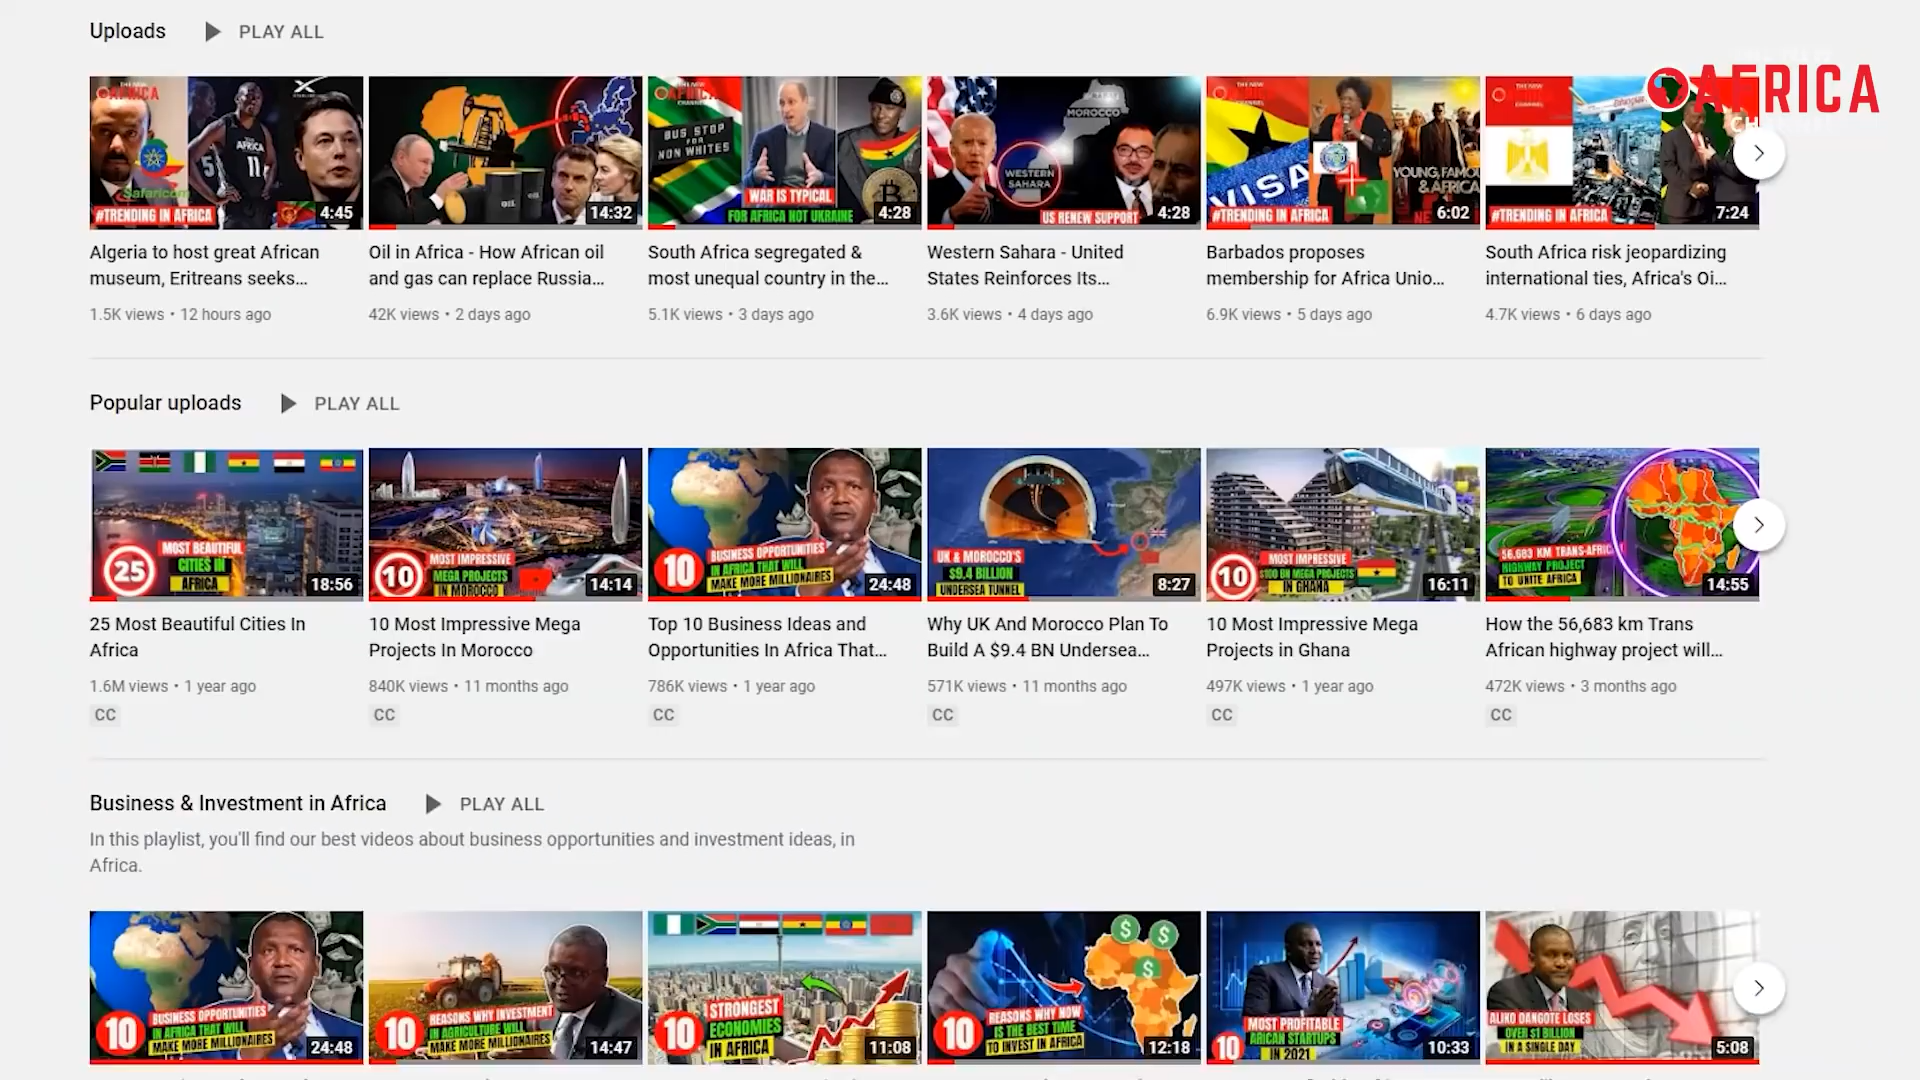 Uploads
PLAY ALL
AFRICA
AFRICA
11
Safaricom
#TRENDING IN AFRICA
4:45
OIL
14:32
BUS STOP
FOR
NON WHITES
WAR IS TYPICAL
FOR AFRICA NOT UKRAINE
4:28
MOROCCO
WESTERN
SAHARA
US RENEW SUPPORT
4:28
VISA
YOUNG, FAMOUS
& AFRICA
#TRENDING IN AFRICA
6:02
#TRENDING IN AFRICA
7:24
Algeria to host great African
museum, Eritreans seeks...
1.5K views • 12 hours ago
Oil in Africa - How African oil
and gas can replace Russia...
42K views • 2 days ago
South Africa segregated &
most unequal country in the...
5.1K views • 3 days ago
Western Sahara - United
States Reinforces Its...
3.6K views • 4 days ago
Barbados proposes
membership for Africa Unio...
6.9K views • 5 days ago
South Africa risk jeopardizing
international ties, Africa's Oi...
4.7K views • 6 days ago
Popular uploads
PLAY ALL
25
MOST BEAUTIFUL
CITIES IN
AFRICA
18:56
10
MOST IMPRESSIVE
MEGA PROJECTS
IN MOROCCO
14:14
10
BUSINESS OPPORTUNITIES
IN AFRICA THAT WILL
MAKE MORE MILLIONAIRES
24:48
UK & MOROCCO'S
$9.4 BILLION
UNDERSEA TUNNEL
8:27
10
MOST IMPRESSIVE
$100 BN MEGA PROJECTS
IN GHANA
16:11
56,683 KM TRANS-AFRICA
HIGHWAY PROJECT
TO UNITE AFRICA
14:55
25 Most Beautiful Cities In
Africa
1.6M views • 1 year ago
CC
10 Most Impressive Mega
Projects In Morocco
840K views • 11 months ago
CC
Top 10 Business Ideas and
Opportunities In Africa That...
786K views • 1 year ago
CC
Why UK And Morocco Plan To
Build A $9.4 BN Undersea...
571K views • 11 months ago
CC
10 Most Impressive Mega
Projects in Ghana
497K views • 1 year ago
CC
How the 56,683 km Trans
African highway project will...
472K views • 3 months ago
CC
Business & Investment in Africa
PLAY ALL
In this playlist, you'll find our best videos about business opportunities and investment ideas, in
Africa.
10
BUSINESS OPPORTUNITIES
IN AFRICA THAT WILL
MAKE MORE MILLIONAIRES
24:48
10
REASONS WHY INVESTMENT
IN AGRICULTURE WILL
MAKE MORE MILLIONAIRES
14:47
10
STRONGEST
ECONOMIES
IN AFRICA
11:08
10
REASONS WHY NOW
IS THE BEST TIME
TO INVEST IN AFRICA
12:18
10
MOST PROFITABLE
ARICAN STARTUPS
IN 2021
10:33
ALIKO DANGOTE LOSES
OVER $1 BILLION
IN A SINGLE DAY
5:08